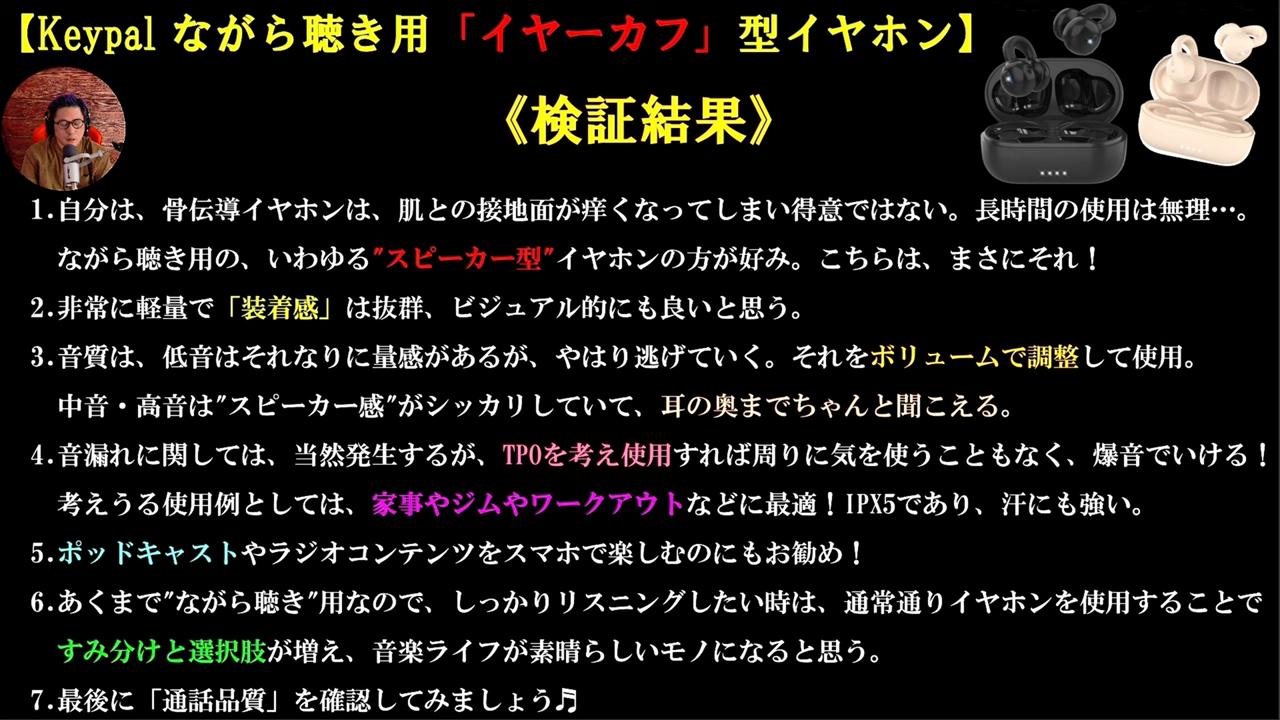 【Keypal ながら聴き用「イヤーカフ」型イヤホン】
《検証結果》
1.自分は、骨伝導イヤホンは、肌との接地面が痒くなってしまい得意ではない。長時間の使用は無理…。
ながら聴き用の、いわゆる"スピーカー型"イヤホンの方が好み。こちらは、まさにそれ！
2.非常に軽量で「装着感」は抜群、ビジュアル的にも良いと思う。
3.音質は、低音はそれなりに量感があるが、やはり逃げていく。それをボリュームで調整して使用。
中音・高音は"スピーカー感"がシッカリしていて、耳の奥までちゃんと聞こえる。
4.音漏れに関しては、当然発生するが、TPOを考え使用すれば周りに気を使うこともなく、爆音でいける！
考えうる使用例としては、家事やジムやワークアウトなどに最適！IPX5であり、汗にも強い。
5.ポッドキャストやラジオコンテンツをスマホで楽しむのにもお勧め！
6.あくまで"ながら聴き"用なので、しっかりリスニングしたい時は、通常通りイヤホンを使用することで
すみ分けと選択肢が増え、音楽ライフが素晴らしいモノになると思う。
7.最後に「通話品質」を確認してみましょう♬